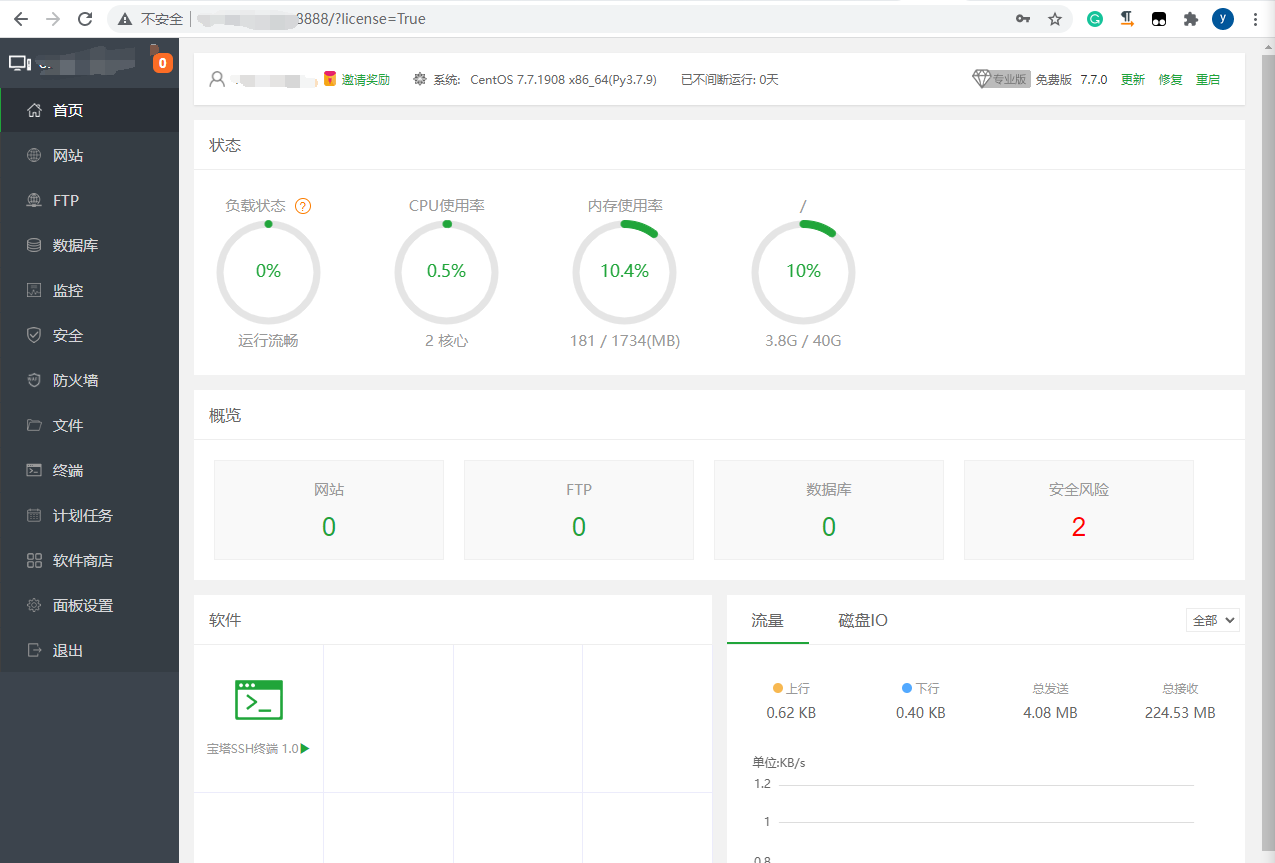 不安全 8888/?license=True y
0
邀请奖励 系统: CentOS 7.7.1908 x86_64(Py3.7.9) 已不间断运行: 0天 专业版 免费版 7.7.0 更新 修复 重启
首页
网站
FTP
数据库
监控
安全
防火墙
文件
终端
计划任务
软件商店
面板设置
退出
状态
负载状态 ? CPU使用率 内存使用率 /
0% 0.5% 10.4% 10%
运行流畅 2 核心 181 / 1734(MB) 3.8G / 40G
概览
网站 FTP 数据库 安全风险
0 0 0 2
软件
宝塔SSH终端 1.0
流量 磁盘IO 全部
上行 下行 总发送 总接收
0.62 KB 0.40 KB 4.08 MB 224.53 MB
单位:KB/s
1.2
1
0.8